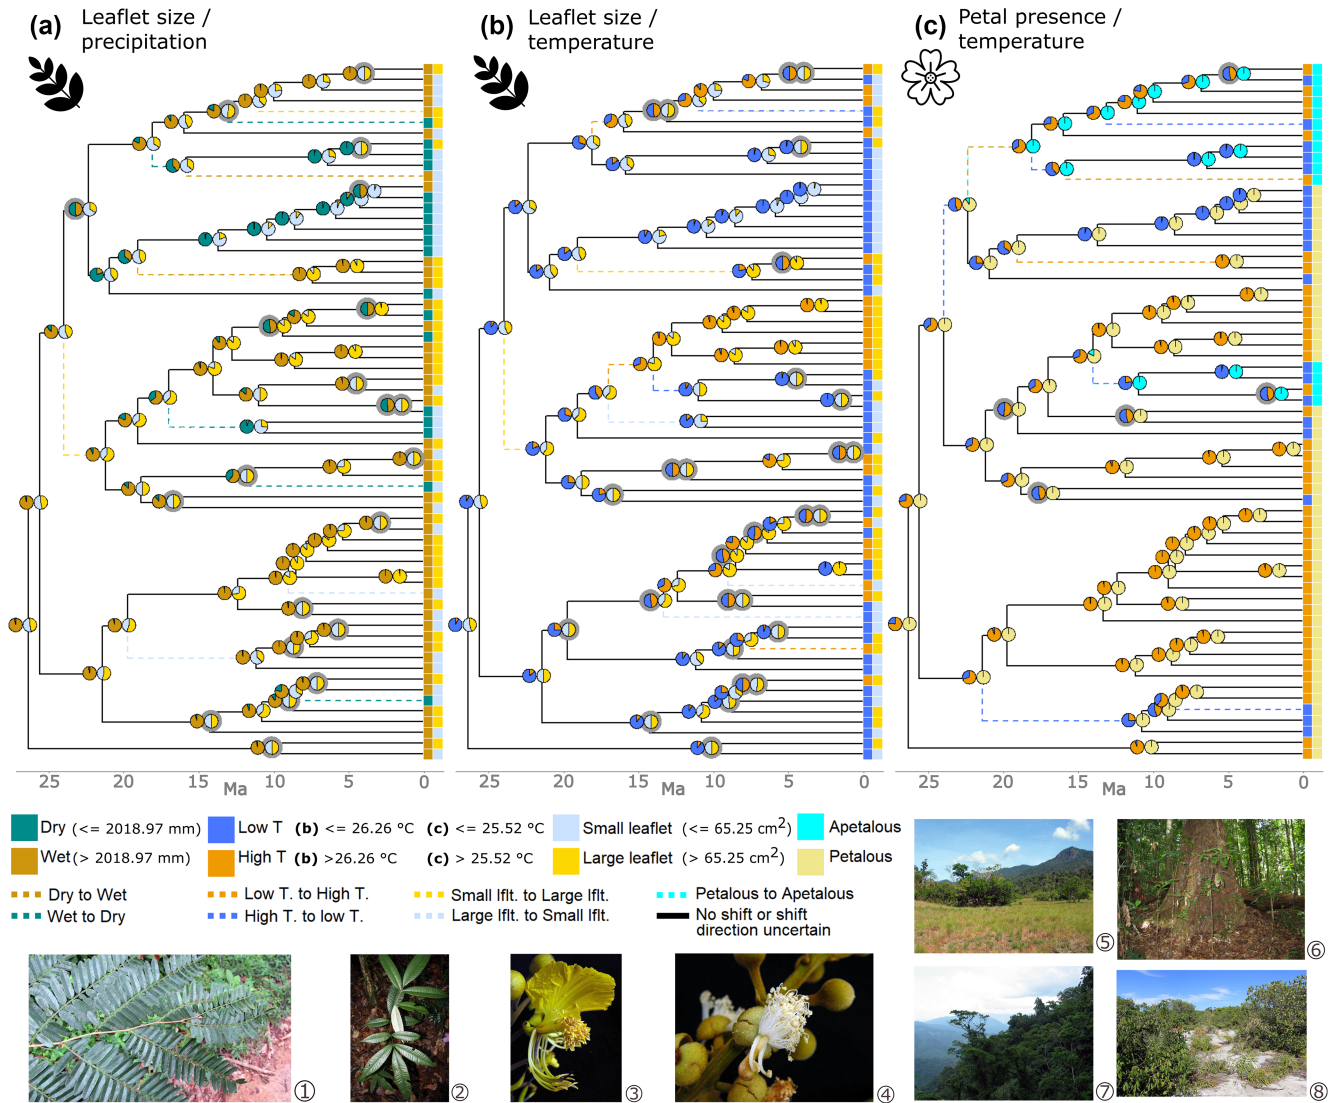 (a) Leaflet size /
precipitation
(b) Leaflet size /
temperature
(c) Petal presence /
temperature
25 20 15 10 5 0
Ma
25 20 15 10 5 0
Ma
25 20 15 10 5 0
Ma
Dry (<= 2018.97 mm)
Wet (> 2018.97 mm)
Low T (b) <= 26.26 °C (c) <= 25.52 °C
High T (b) >26.26 °C (c) > 25.52 °C
Small leaflet (<= 65.25 cm²)
Large leaflet (> 65.25 cm²)
Apetalous
Petalous
Dry to Wet
Wet to Dry
Low T. to High T.
High T. to low T.
Small lflt. to Large lflt.
Large lflt. to Small lflt.
Petalous to Apetalous
No shift or shift
direction uncertain
①
②
③
④
⑤
⑥
⑦
⑧